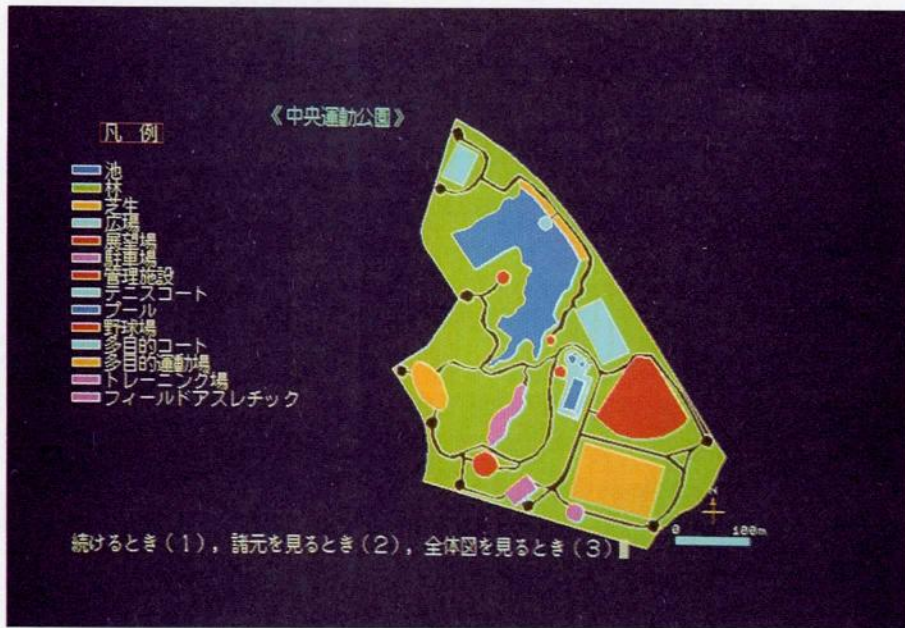 《中央運動公園》
凡 例
池
林
芝生
広場
展望場
駐車場
管理施設
テニスコート
プール
野球場
多目的コート
多目的運動場
トレーニング場
フィールドアスレチック
N
0 100m
続けるとき(1),諸元を見るとき(2),全体図を見るとき(3)